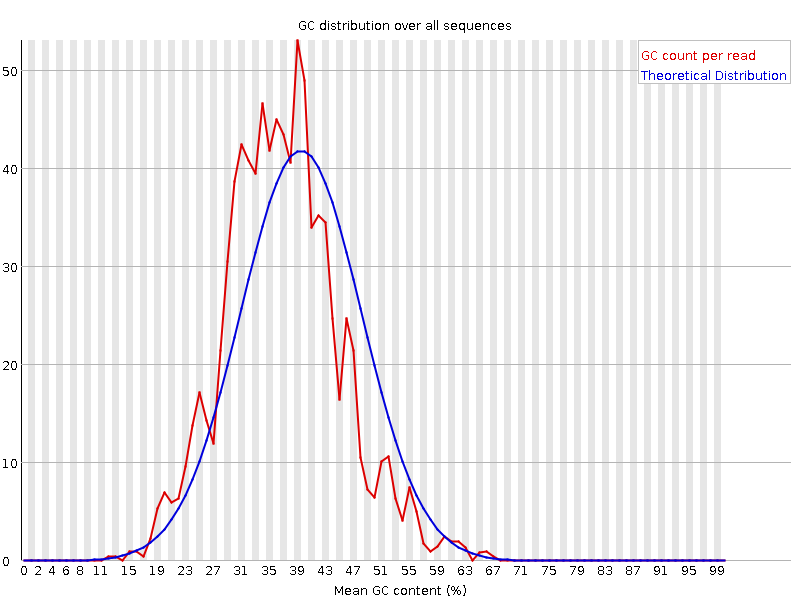 GC distribution over all sequences
GC count per read
Theoretical Distribution
50
40
30
20
10
0
0 2 4 6 8 11 15 19 23 27 31 35 39 43 47 51 55 59 63 67 71 75 79 83 87 91 95 99
Mean GC content (%)